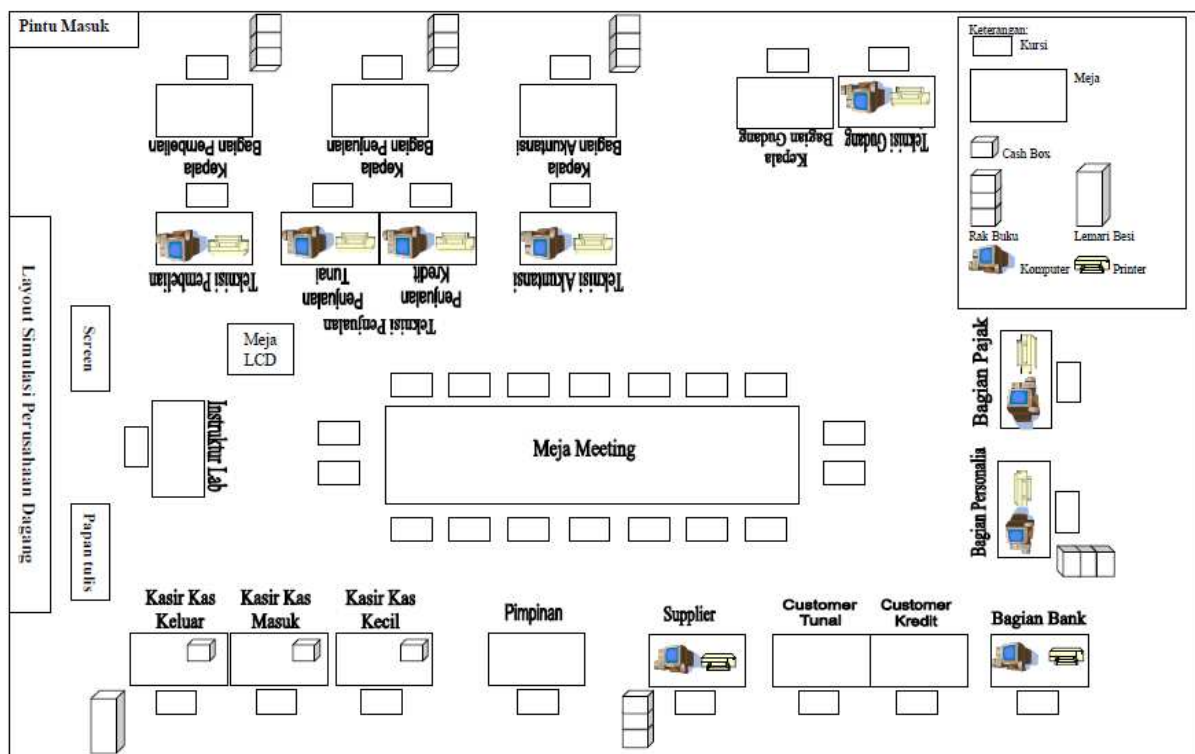 Pintu Masuk
Keterangan:
Kursi
Meja
Cash Box
Rak Buku
Lemari Besi
Komputer
Printer
Kepala
Bagian Pembelian
Kepala
Bagian Penjualan
Kepala
Bagian Akuntansi
Kepala
Bagian Gudang
Teknisi Gudang
Teknisi Pembelian
Penjualan
Tunai
Penjualan
Kredit
Teknisi Penjualan
Teknisi Akuntansi
Layout Simulasi Perusahaan Dagang
Screen
Meja
LCD
Instruktur Lab
Meja Meeting
Bagian Pajak
Bagian Personalia
Papan tulis
Kasir Kas
Keluar
Kasir Kas
Masuk
Kasir Kas
Kecil
Pimpinan
Supplier
Customer
Tunai
Customer
Kredit
Bagian Bank